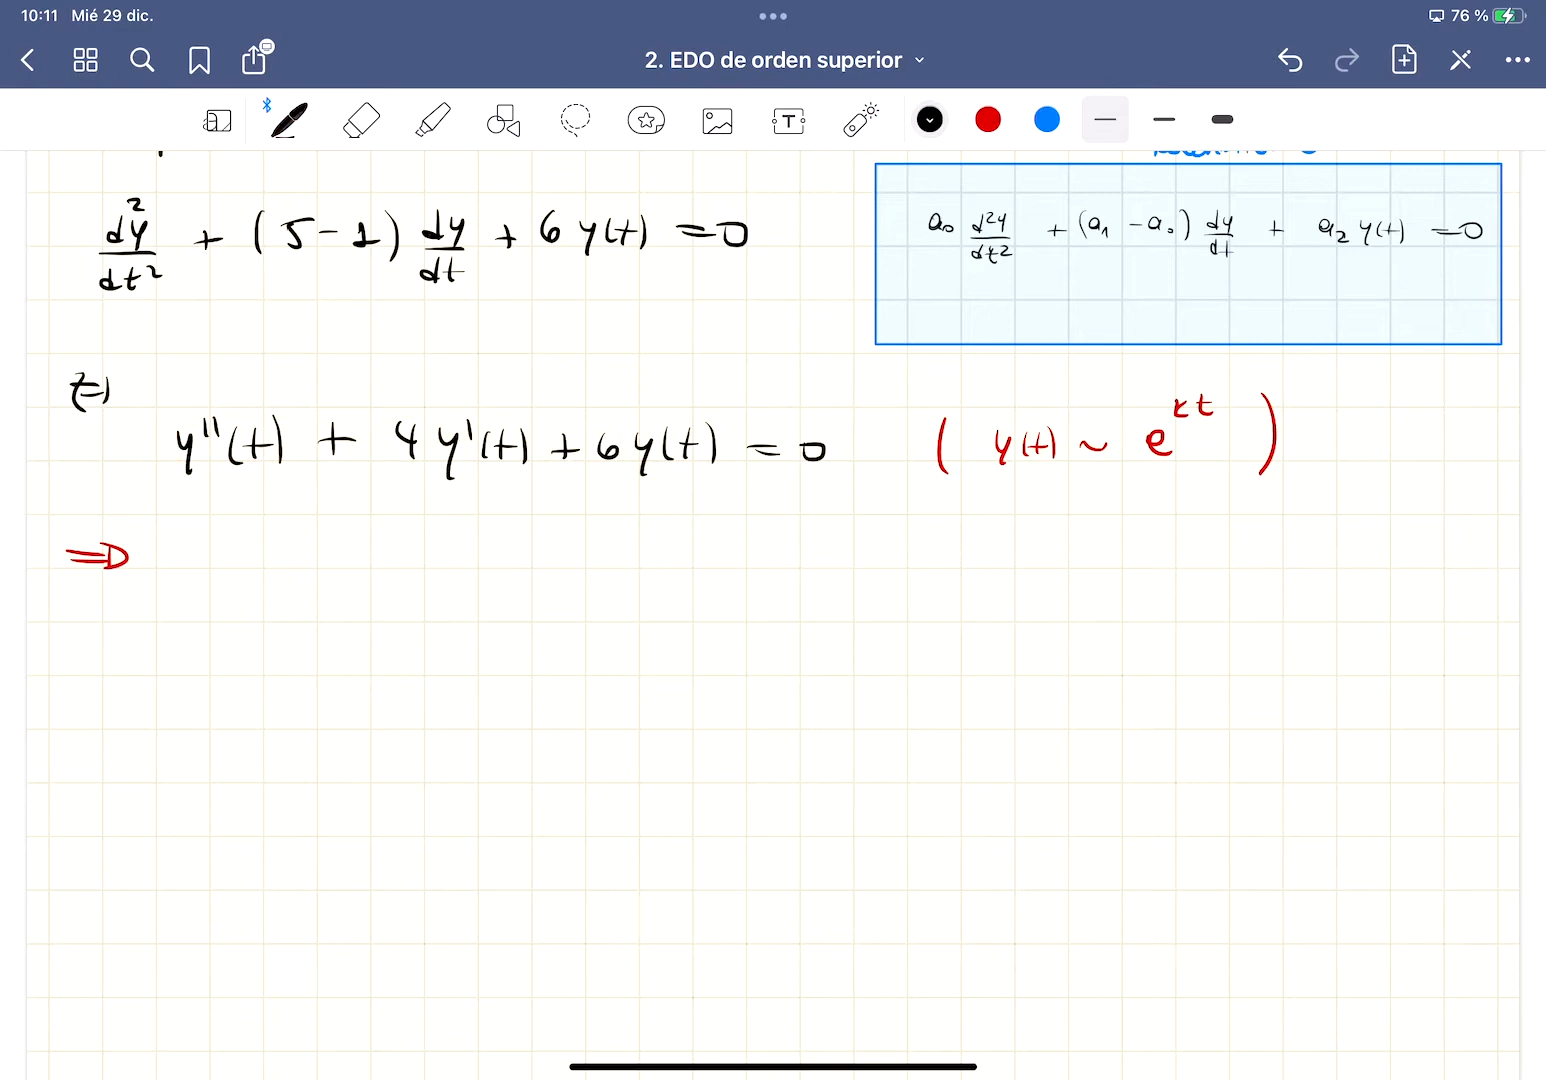 10:11 Mié 29 dic.
76 %
2. EDO de orden superior
T
d²y/dt² + (5-1) dy/dt + 6 y(t) = 0
a₀ d²y/dt² + (a₁ - a₀) dy/dt + a₂ y(t) = 0
y''(t) + 4 y'(t) + 6 y(t) = 0 ( y(t) ~ e^{kt} )
⇒